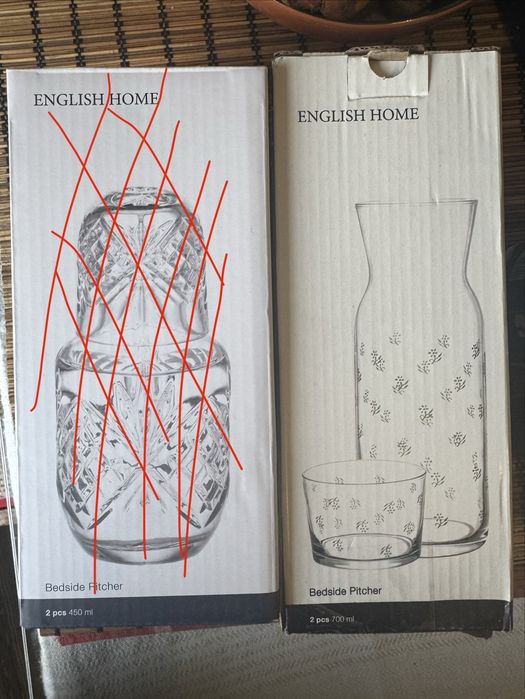 ENGLISH HOME
Bedside Pitcher
2 pcs 450 ml
ENGLISH HOME
Bedside Pitcher
2 pcs 700 ml